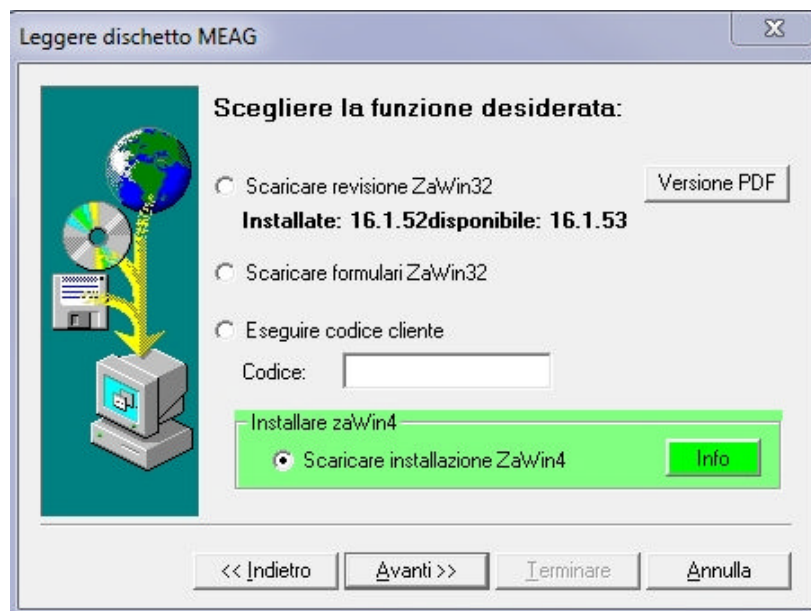 Leggere dischetto MEAG
Scegliere la funzione desiderata:
Scaricare revisione ZaWin32
Versione PDF
Installate: 16.1.52disponibile: 16.1.53
Scaricare formulari ZaWin32
Eseguire codice cliente
Codice:
Installare zaWin4
Scaricare installazione ZaWin4
Info
<< Indietro
Avanti >>
Terminare
Annulla